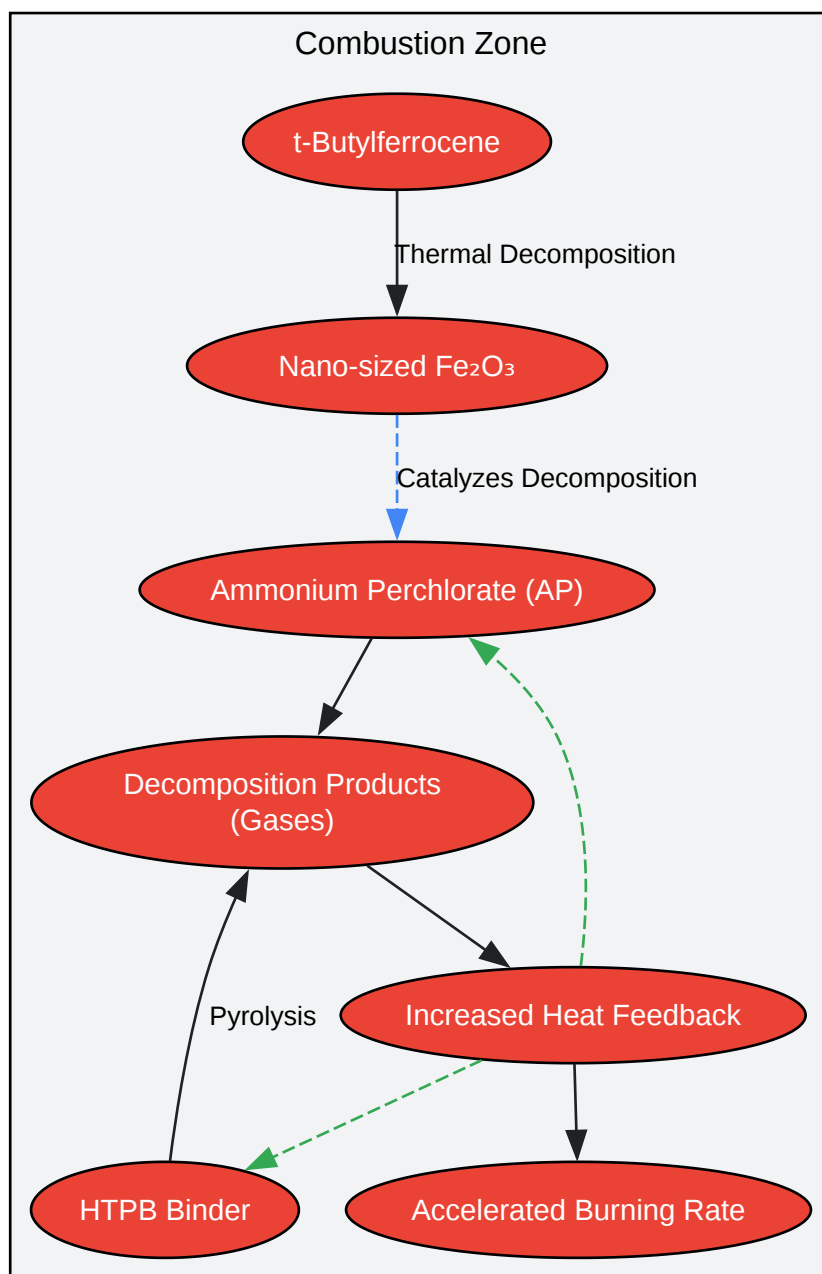 Combustion Zone
t-Butylferrocene
Thermal Decomposition
Nano-sized Fe₂O₃
Catalyzes Decomposition
Ammonium Perchlorate (AP)
Decomposition Products
(Gases)
Pyrolysis
Increased Heat Feedback
HTPB Binder
Accelerated Burning Rate